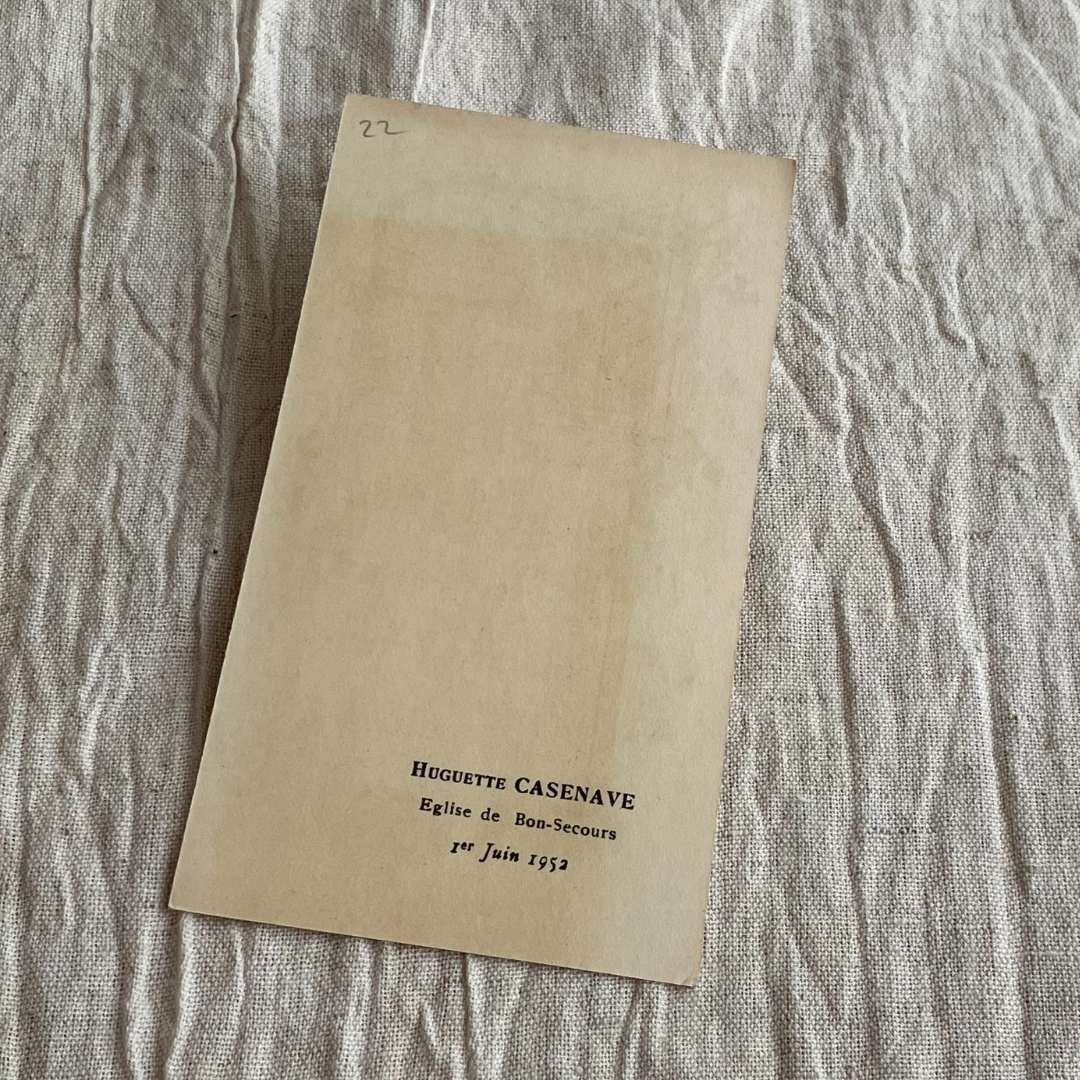 22
Huguette CASENAVE
Eglise de Bon-Secours
1er Juin 1952